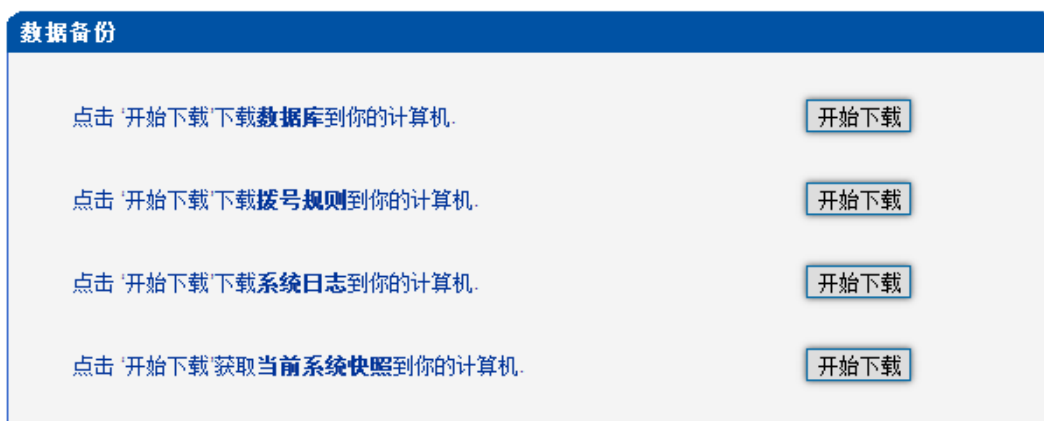 数据备份
点击 '开始下载'下载数据库到你的计算机. 开始下载
点击 '开始下载'下载拨号规则到你的计算机. 开始下载
点击 '开始下载'下载系统日志到你的计算机. 开始下载
点击 '开始下载'获取当前系统快照到你的计算机. 开始下载